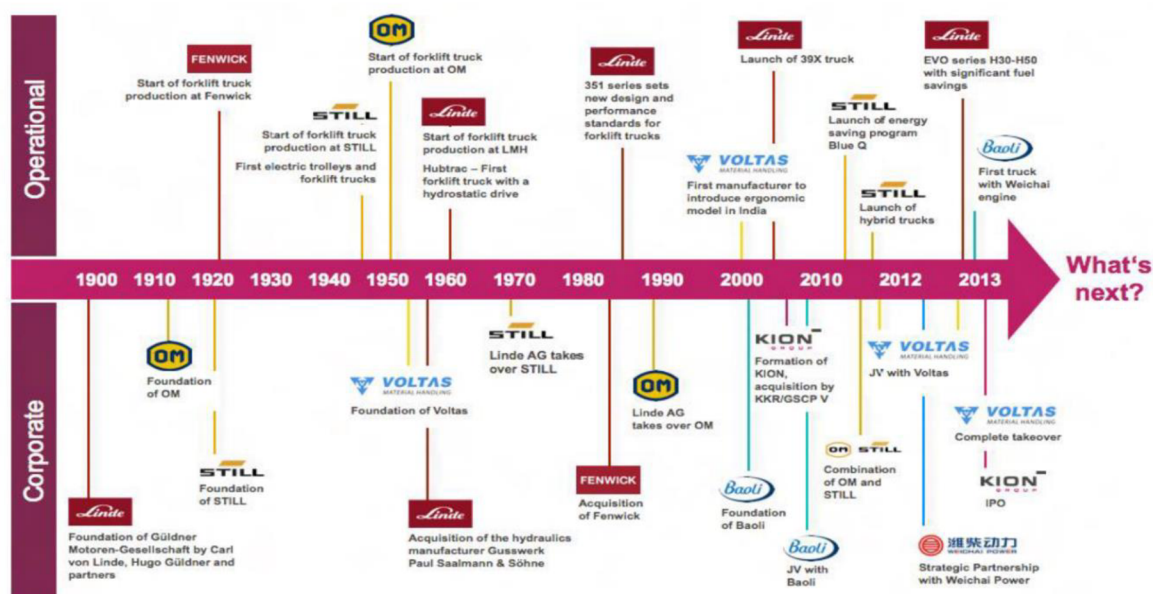 Operational
FENWICK
Start of forklift truck
production at Fenwick
STILL
Start of forklift truck
production at STILL
First electric trolleys and
forklift trucks
OM
Start of forklift truck
production at OM
Linde
Start of forklift truck
production at LMH
Hubtrac – First
forklift truck with a
hydrostatic drive
Linde
351 series sets
new design and
performance
standards for
forklift trucks
VOLTAS
MATERIAL HANDLING
First manufacturer to
introduce ergonomic
model in India
Linde
Launch of 39X truck
STILL
Launch of energy
saving program
Blue Q
STILL
Launch of
hybrid trucks
Linde
EVO series H30-H50
with significant fuel
savings
Baoli
First truck
with Weichai
engine
1900 1910 1920 1930 1940 1950 1960 1970 1980 1990 2000 2010 2012 2013
What's
next?
Corporate
Linde
Foundation of Güldner
Motoren-Gesellschaft by Carl
von Linde, Hugo Güldner and
partners
OM
Foundation
of OM
STILL
Foundation
of STILL
VOLTAS
MATERIAL HANDLING
Foundation of Voltas
Linde
Acquisition of the hydraulics
manufacturer Gusswerk
Paul Saalmann & Söhne
STILL
Linde AG takes
over STILL
FENWICK
Acquisition
of Fenwick
OM
Linde AG
takes over OM
Baoli
Foundation
of Baoli
KION
GROUP
Formation of
KION,
acquisition by
KKR/GSCP V
Baoli
JV with
Baoli
OM STILL
Combination
of OM and
STILL
VOLTAS
MATERIAL HANDLING
JV with Voltas
潍柴动力
WEICHAI POWER
Strategic Partnership
with Weichai Power
VOLTAS
MATERIAL HANDLING
Complete takeover
KION
GROUP
IPO